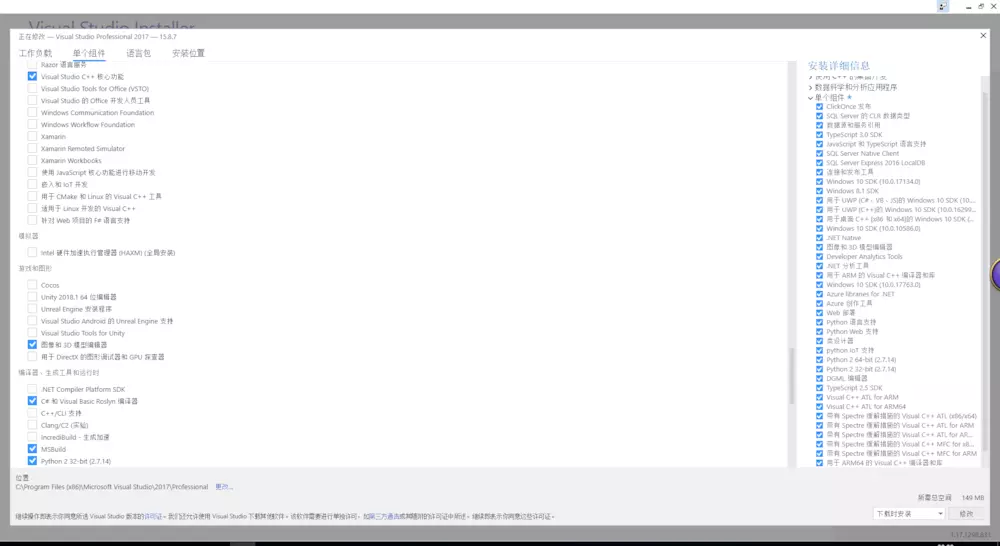 Visual Studio Installer
正在修改 — Visual Studio Professional 2017 — 15.8.7
工作负载 单个组件 语言包 安装位置
Razor 语言服务
Visual Studio C++ 核心功能
Visual Studio Tools for Office (VSTO)
Visual Studio 的 Office 开发人员工具
Windows Communication Foundation
Windows Workflow Foundation
Xamarin
Xamarin Remoted Simulator
Xamarin Workbooks
使用 JavaScript 核心功能进行移动开发
嵌入和 IoT 开发
用于 CMake 和 Linux 的 Visual C++ 工具
适用于 Linux 开发的 Visual C++
针对 Web 项目的 F# 语言支持
模拟器
Intel 硬件加速执行管理器 (HAXM) (全局安装)
游戏和图形
Cocos
Unity 2018.1 64 位编辑器
Unreal Engine 安装程序
Visual Studio Android 的 Unreal Engine 支持
Visual Studio Tools for Unity
图像和 3D 模型编辑器
用于 DirectX 的图形调试器和 GPU 探查器
编译器、生成工具和运行时
.NET Compiler Platform SDK
C# 和 Visual Basic Roslyn 编译器
C++/CLI 支持
Clang/C2 (实验)
IncrediBuild - 生成加速
MSBuild
Python 2 32-bit (2.7.14)
位置
C:\Program Files (x86)\Microsoft Visual Studio\2017\Professional 更改...
继续操作即表示你同意所选 Visual Studio 版本的许可证。我们还允许使用 Visual Studio 下载其他软件。该软件需要进行单独许可，如第三方通告或其随附的许可证中所述。继续即表示你同意这些许可证。
安装详细信息
使用 C++ 的桌面开发
数据科学和分析应用程序
单个组件 *
ClickOnce 发布
SQL Server 的 CLR 数据类型
数据源和服务引用
TypeScript 3.0 SDK
JavaScript 和 TypeScript 语言支持
SQL Server Native Client
SQL Server Express 2016 LocalDB
连接和发布工具
Windows 10 SDK (10.0.17134.0)
Windows 8.1 SDK
用于 UWP (C#、VB、JS)的 Windows 10 SDK (10....
用于 UWP (C++)的 Windows 10 SDK (10.0.16299...
用于桌面 C++ [x86 和 x64]的 Windows 10 SDK (...
Windows 10 SDK (10.0.10586.0)
.NET Native
图像和 3D 模型编辑器
Developer Analytics Tools
.NET 分析工具
用于 ARM 的 Visual C++ 编译器和库
Windows 10 SDK (10.0.17763.0)
Azure libraries for .NET
Azure 创作工具
Web 部署
Python 语言支持
Python Web 支持
类设计器
python IoT 支持
Python 2 64-bit (2.7.14)
Python 2 32-bit (2.7.14)
DGML 编辑器
TypeScript 2.5 SDK
Visual C++ ATL for ARM
Visual C++ ATL for ARM64
带有 Spectre 缓解措施的 Visual C++ ATL (x86/x64)
带有 Spectre 缓解措施的 Visual C++ ATL for ARM
带有 Spectre 缓解措施的 Visual C++ ATL for AR...
带有 Spectre 缓解措施的 Visual C++ MFC for x8...
带有 Spectre 缓解措施的 Visual C++ MFC for ARM
用于 ARM64 的 Visual C++ 编译器和库
所需总空间 149 MB
下载时安装 修改